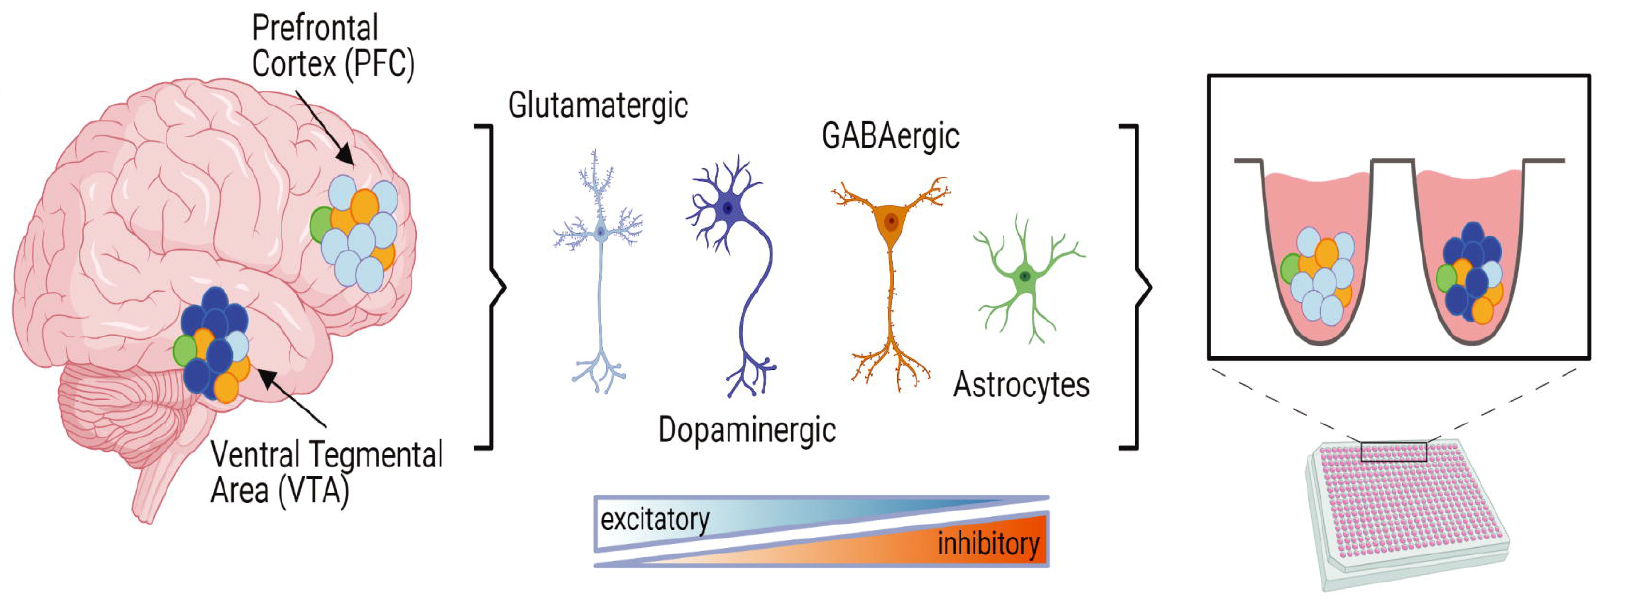 Prefrontal
Cortex (PFC)
Glutamatergic
GABAergic
Astrocytes
Dopaminergic
Ventral Tegmental
Area (VTA)
excitatory
inhibitory